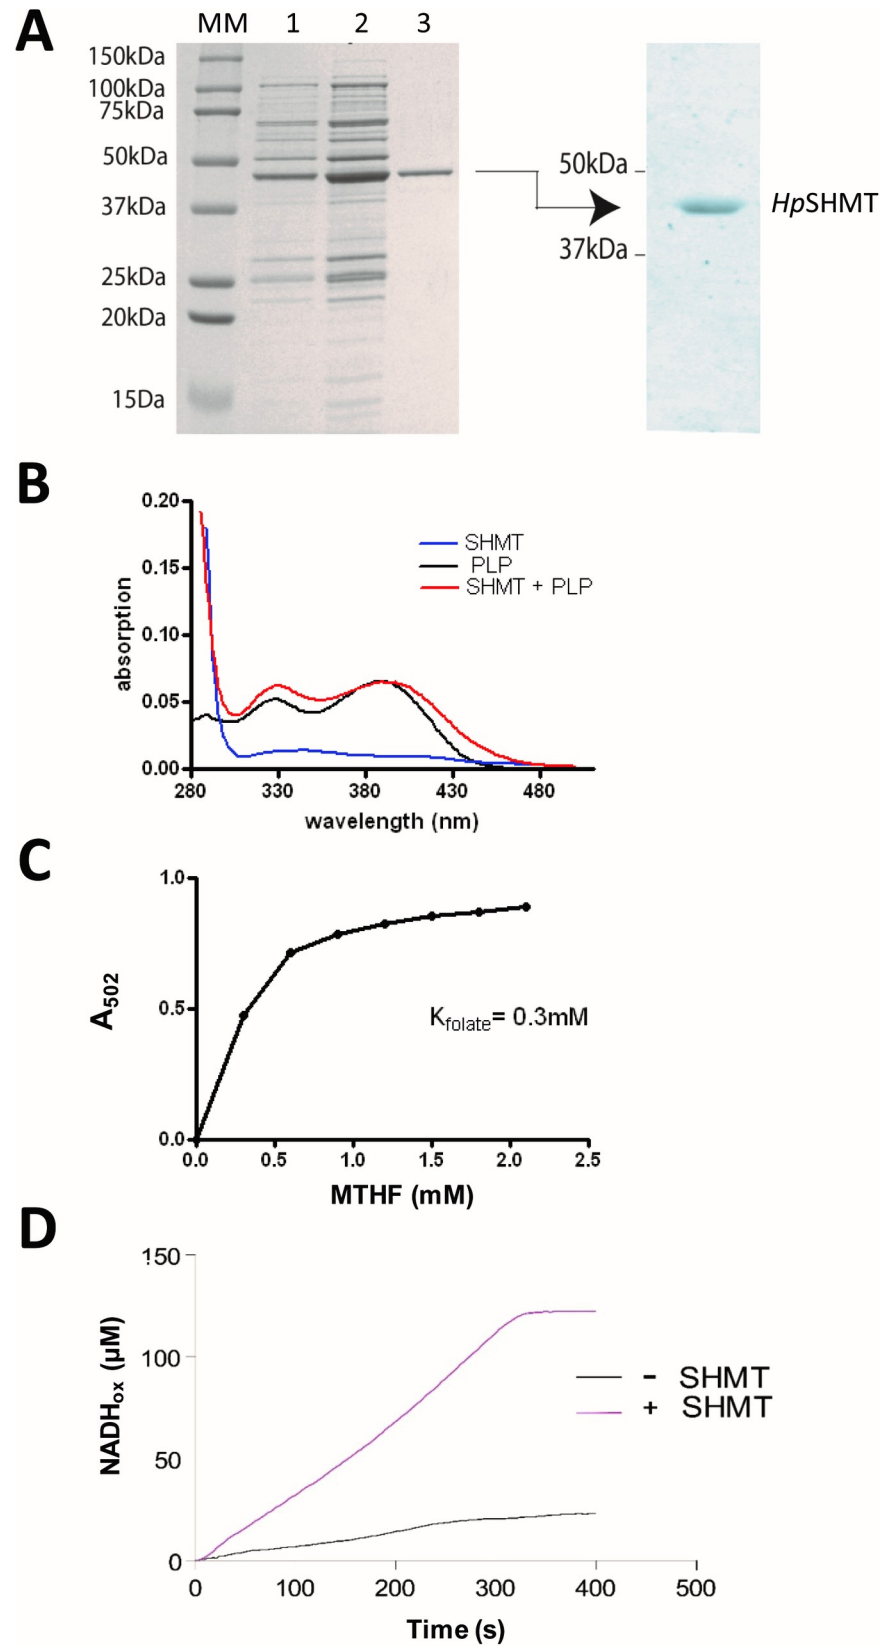 A
MM 1 2 3
150kDa
100kDa
75kDa
50kDa
37kDa
25kDa
20kDa
15Da
50kDa
37kDa
HpSHMT
B
0.20
0.15
0.10
0.05
0.00
absorption
SHMT
PLP
SHMT + PLP
280 330 380 430 480
wavelength (nm)
C
1.0
0.5
0.0
A502
Kfolate= 0.3mM
0.0 0.5 1.0 1.5 2.0 2.5
MTHF (mM)
D
150
100
50
0
NADHox (µM)
- SHMT
+ SHMT
0 100 200 300 400 500
Time (s)